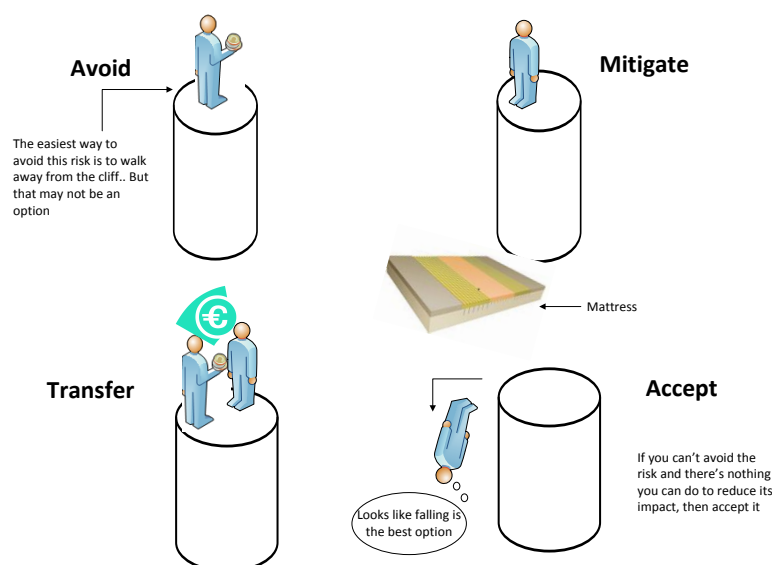 Avoid
Mitigate
The easiest way to
avoid this risk is to walk
away from the cliff.. But
that may not be an
option
Mattress
€
Transfer
Accept
If you can’t avoid the
risk and there’s nothing
you can do to reduce its
impact, then accept it
Looks like falling is
the best option